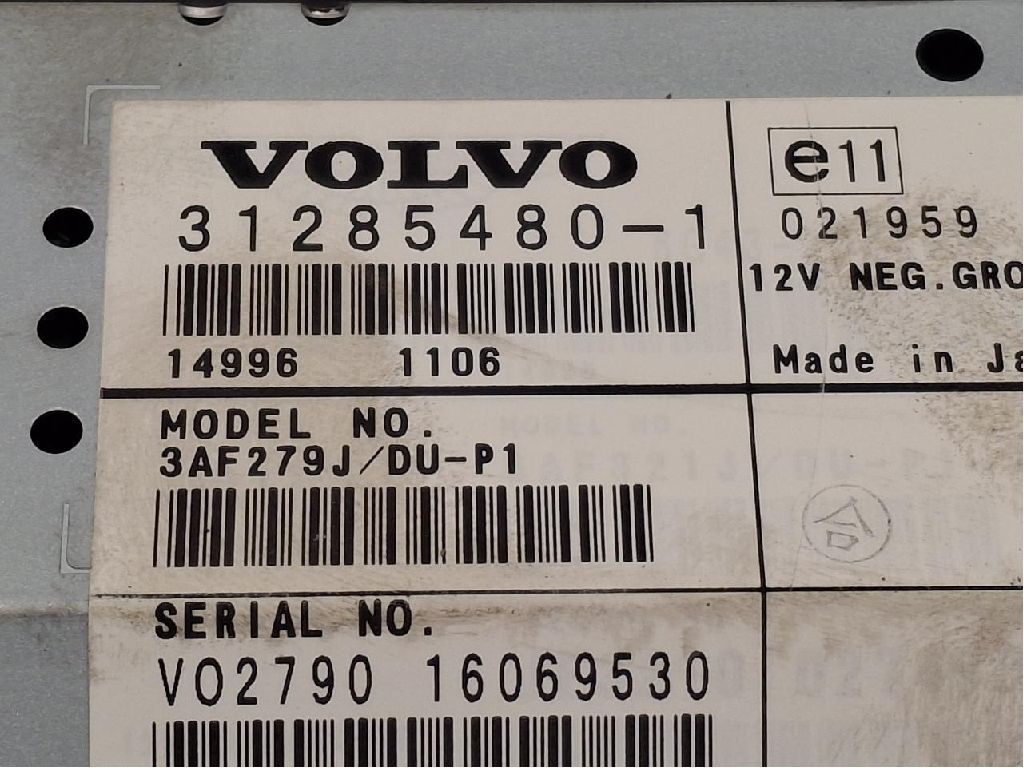 VOLVO
31285480-1
14996 1106
e11
021959
12V NEG.GRO
Made in Ja
MODEL NO.
3AF279J/DU-P1
SERIAL NO.
VO2790 16069530